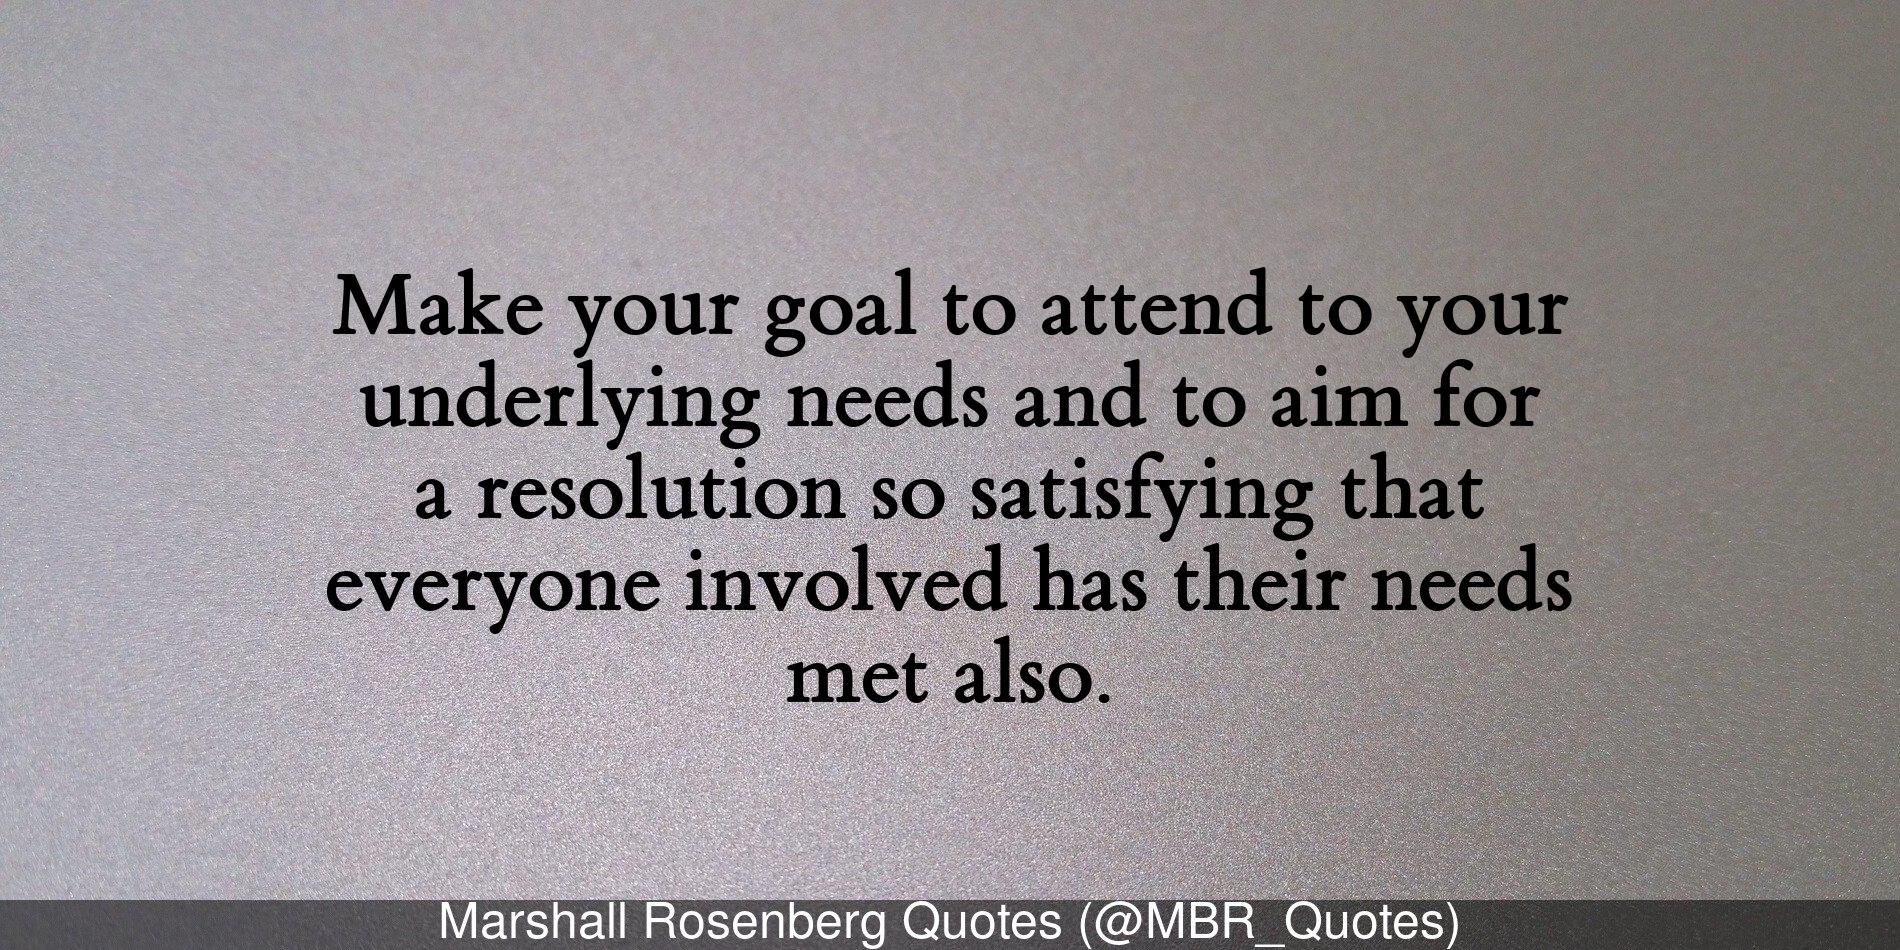 Make your goal to attend to your
underlying needs and to aim for
a resolution so satisfying that
everyone involved has their needs
met also.
Marshall Rosenberg Quotes (@MBR_Quotes)